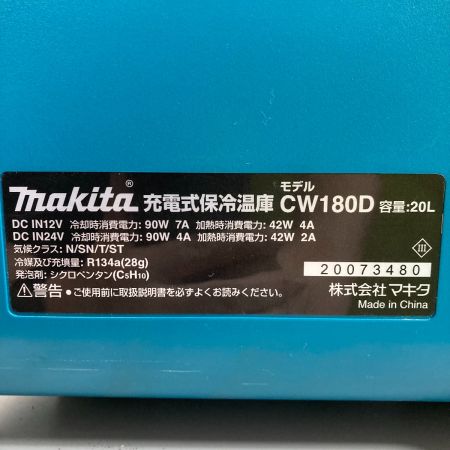 makita® 充電式保冷温庫 モデル CW180D 容量:20L
DC IN12V 冷却時消費電力: 90W 7A 加熱時消費電力: 42W 4A
DC IN24V 冷却時消費電力: 90W 4A 加熱時消費電力: 42W 2A
気候クラス: N/SN/T/ST
冷媒及び充填量: R134a(28g)
発泡剤: シクロペンタン(C₅H₁₀)
20073480
⚠警告 ●ご使用前に取扱説明書を必ずよくお読みください。
株式会社 マキタ
Made in China